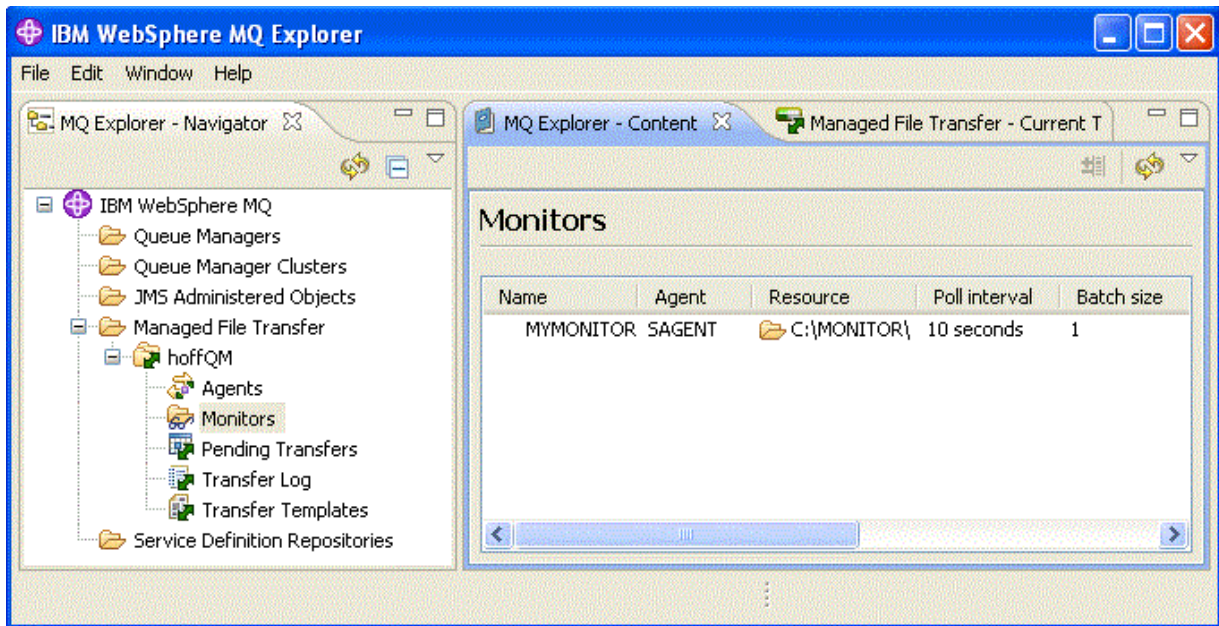 IBM WebSphere MQ Explorer
File Edit Window Help
MQ Explorer - Navigator
IBM WebSphere MQ
Queue Managers
Queue Manager Clusters
JMS Administered Objects
Managed File Transfer
hoffQM
Agents
Monitors
Pending Transfers
Transfer Log
Transfer Templates
Service Definition Repositories
MQ Explorer - Content Managed File Transfer - Current T
Monitors
Name Agent Resource Poll interval Batch size
MYMONITOR SAGENT C:\MONITOR\ 10 seconds 1